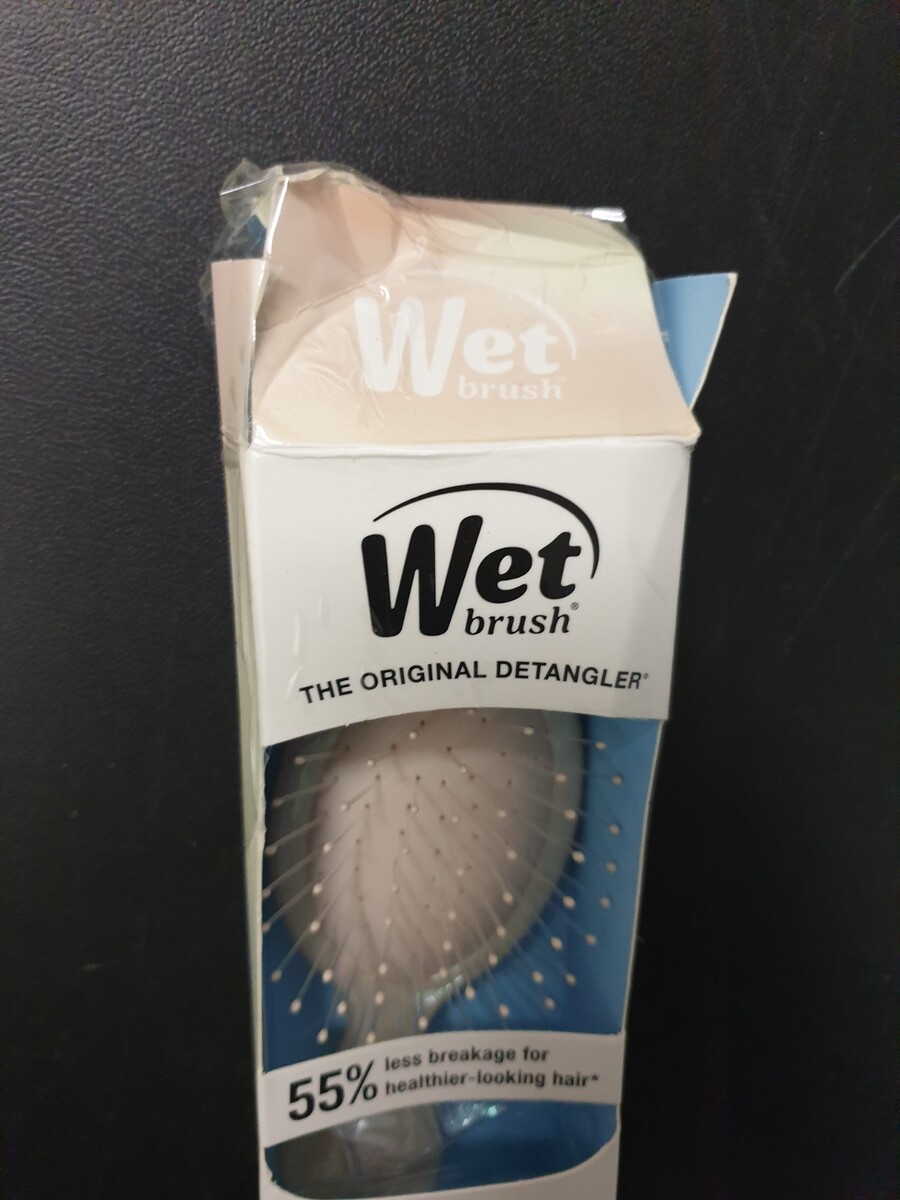 Wet
brush
Wet
brush®
THE ORIGINAL DETANGLER®
55% less breakage for
healthier-looking hair*